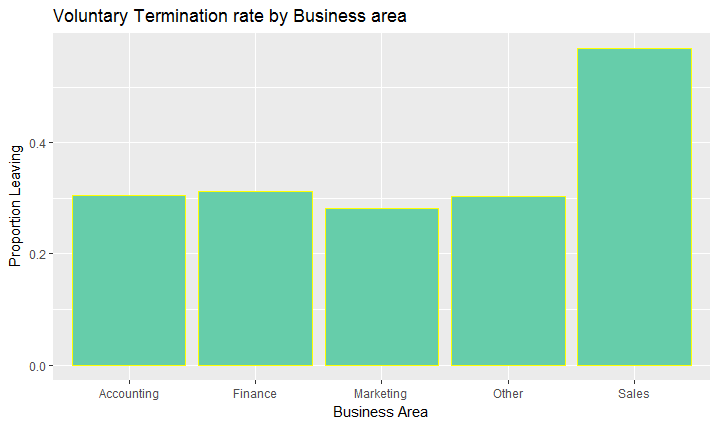 Voluntary Termination rate by Business area
Proportion Leaving
0.4
0.2
0.0
Accounting Finance Marketing Other Sales
Business Area